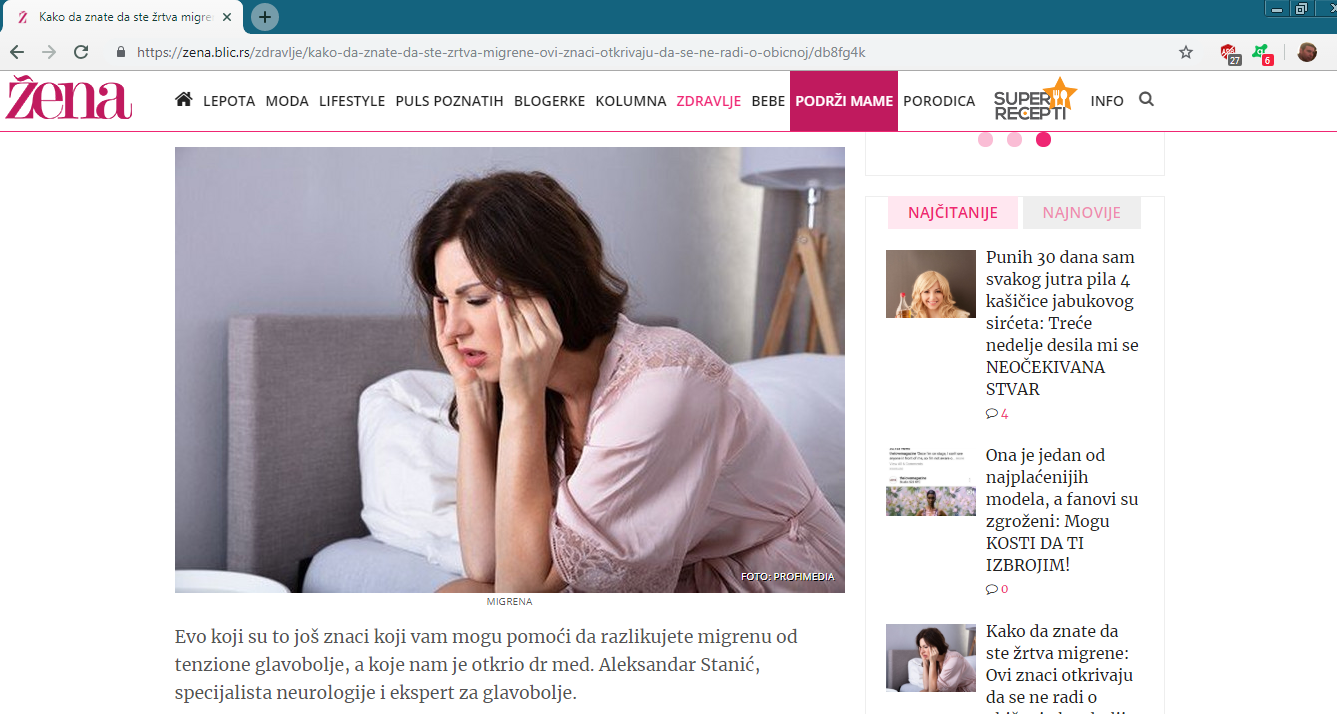 Kako da znate da ste žrtva migren
https://zena.blic.rs/zdravlje/kako-da-znate-da-ste-zrtva-migrene-ovi-znaci-otkrivaju-da-se-ne-radi-o-obicnoj/db8fg4k
27
6
žena
LEPOTA MODA LIFESTYLE PULS POZNATIH BLOGERKE KOLUMNA ZDRAVLJE BEBE PODRŽI MAME PORODICA SUPER RECEPTI INFO
FOTO: PROFIMEDIA
MIGRENA
Evo koji su to još znaci koji vam mogu pomoći da razlikujete migrenu od
tenzione glavobolje, a koje nam je otkrio dr med. Aleksandar Stanić,
specijalista neurologije i ekspert za glavobolje.
NAJČITANIJE NAJNOVIJE
Punih 30 dana sam
svakog jutra pila 4
kašičice jabukovog
sirćeta: Treće
nedelje desila mi se
NEOČEKIVANA
STVAR
4
Ona je jedan od
najplaćenijih
modela, a fanovi su
zgroženi: Mogu
KOSTI DA TI
IZBROJIM!
0
Kako da znate da
ste žrtva migrene:
Ovi znaci otkrivaju
da se ne radi o